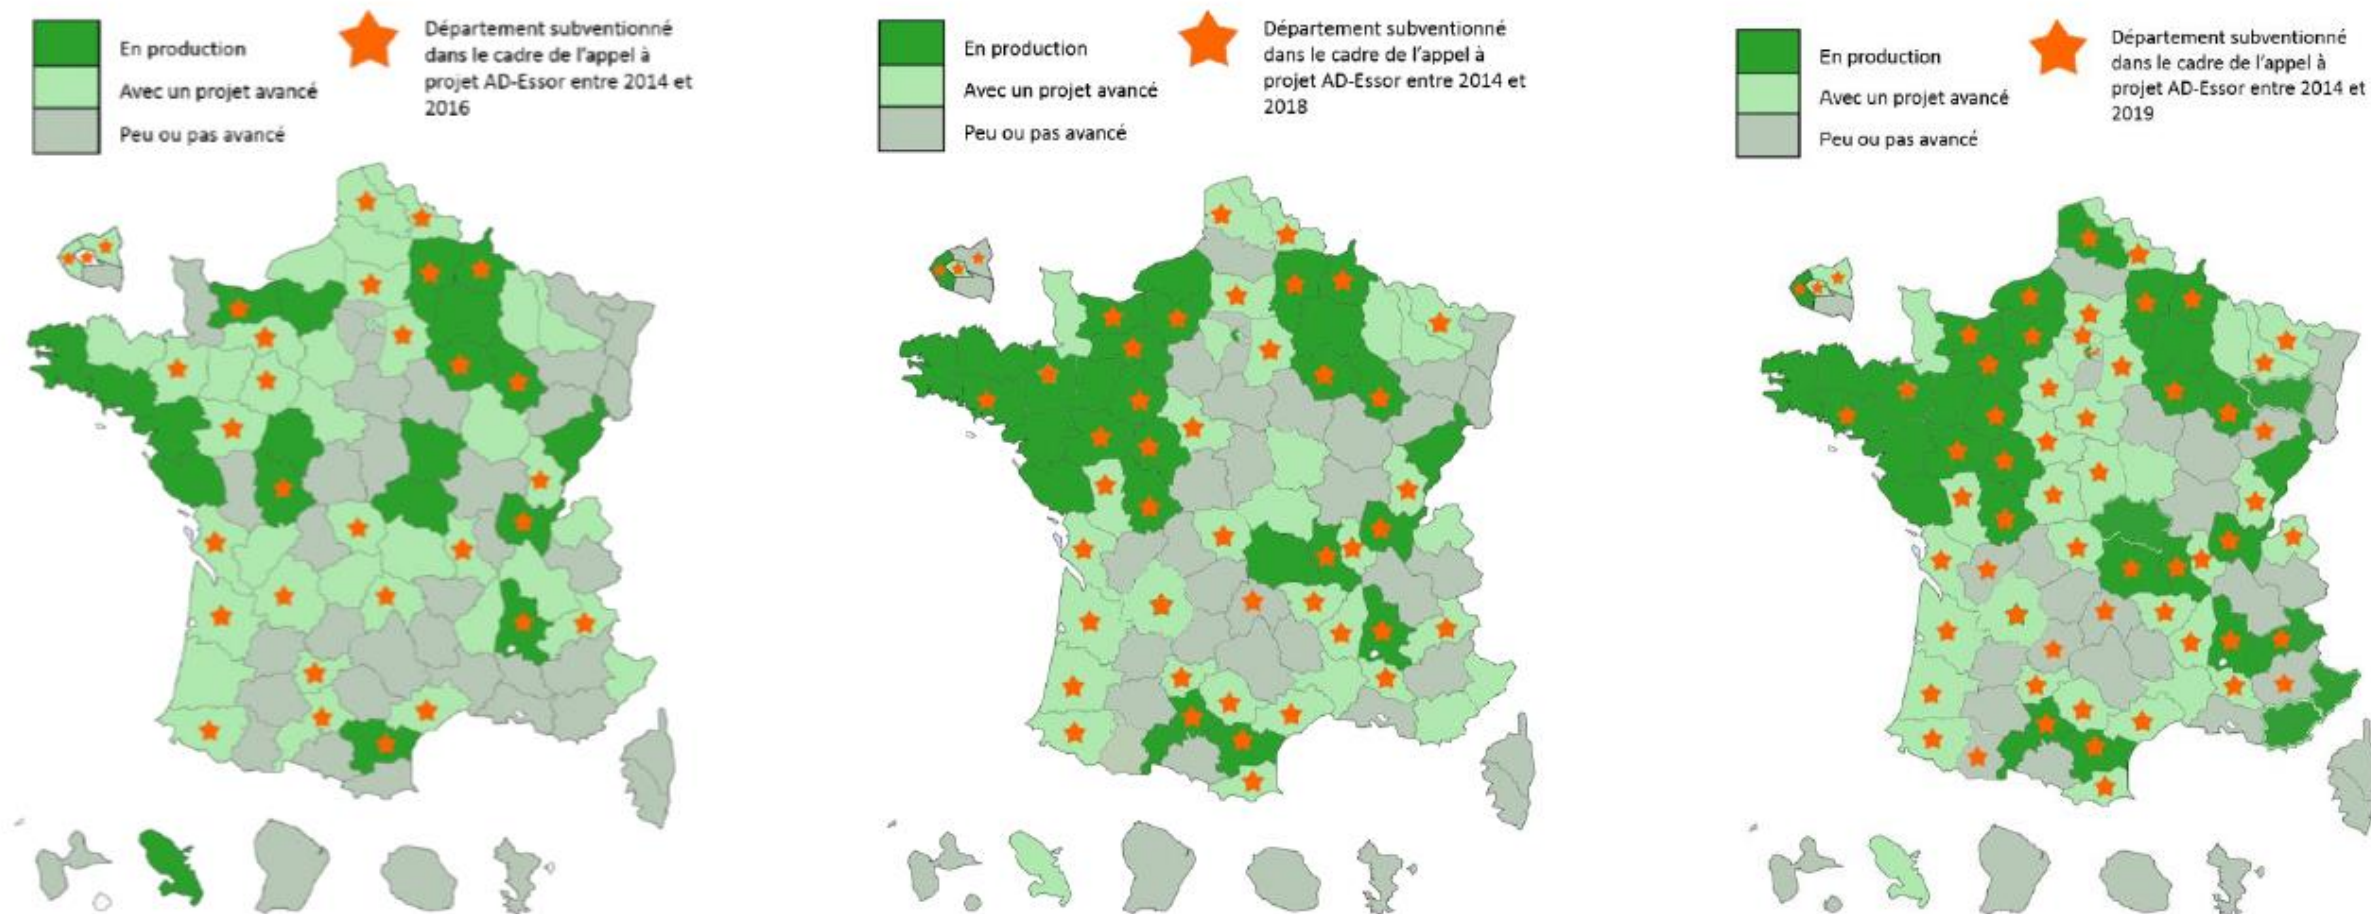 En production
Avec un projet avancé
Peu ou pas avancé
Département subventionné
dans le cadre de l'appel à
projet AD-Essor entre 2014 et
2016
En production
Avec un projet avancé
Peu ou pas avancé
Département subventionné
dans le cadre de l'appel à
projet AD-Essor entre 2014 et
2018
En production
Avec un projet avancé
Peu ou pas avancé
Département subventionné
dans le cadre de l'appel à
projet AD-Essor entre 2014 et
2019